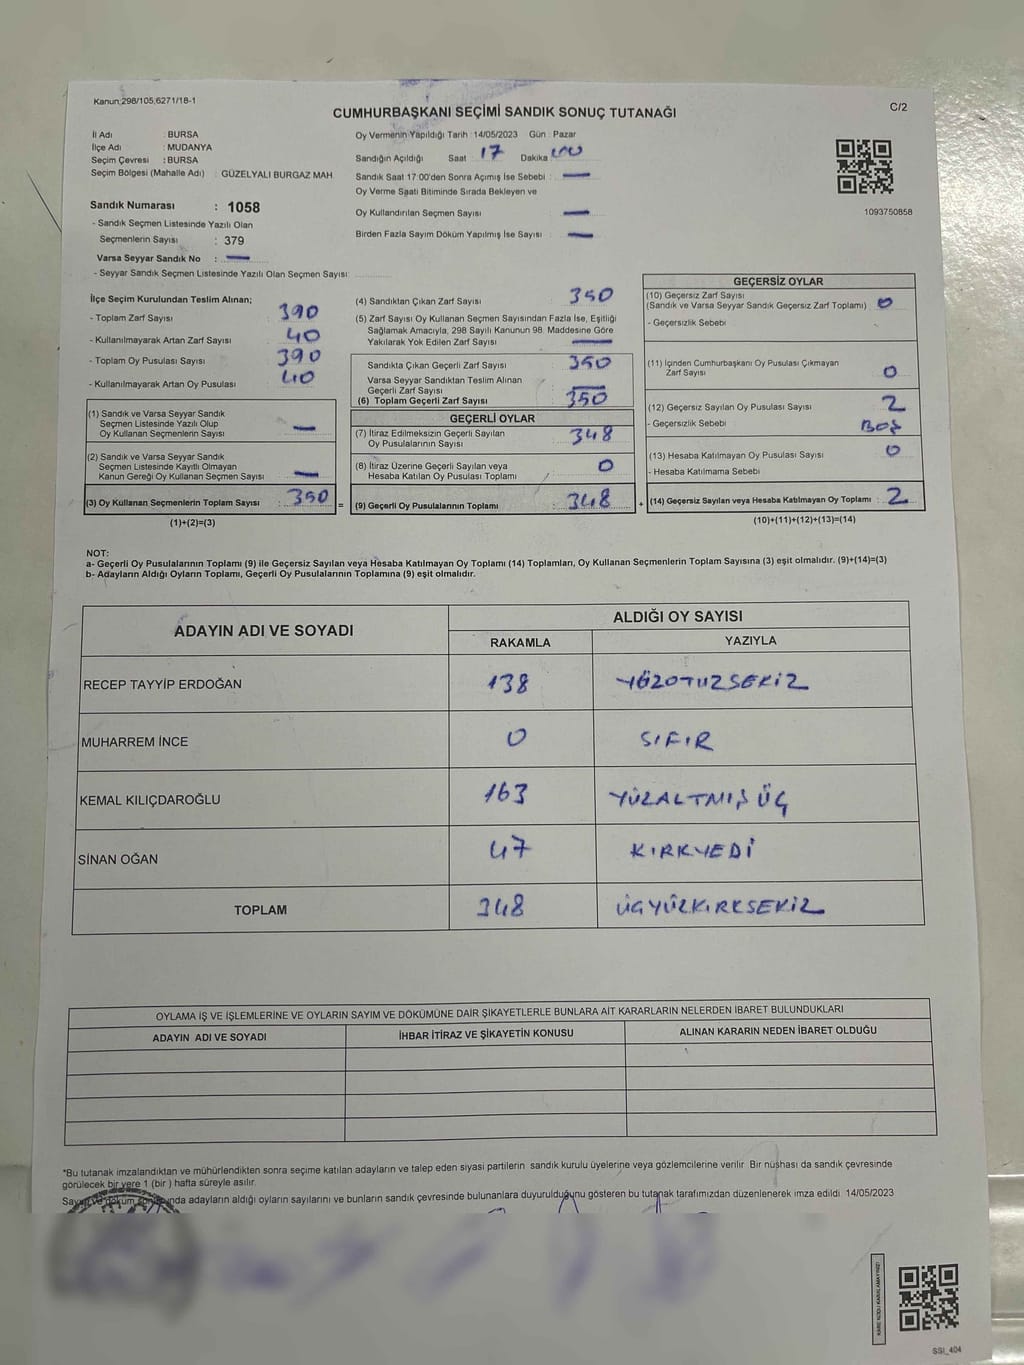 Kanun;298/105,6271/18-1
C/2
CUMHURBAŞKANI SEÇİMİ SANDIK SONUÇ TUTANAĞI
İl Adı : BURSA
İlçe Adı : MUDANYA
Seçim Çevresi : BURSA
Seçim Bölgesi (Mahalle Adı) : GÜZELYALI BURGAZ MAH
Sandık Numarası : 1058
- Sandık Seçmen Listesinde Yazılı Olan
Seçmenlerin Sayısı : 379
Varsa Seyyar Sandık No : —
- Seyyar Sandık Seçmen Listesinde Yazılı Olan Seçmen Sayısı:
Oy Vermenin Yapıldığı Tarih : 14/05/2023 Gün : Pazar
Sandığın Açıldığı Saat 17 Dakika
Sandık Saat 17:00'den Sonra Açımış İse Sebebi : —
Oy Verme Saati Bitiminde Sırada Bekleyen ve
Oy Kullandırılan Seçmen Sayısı —
Birden Fazla Sayım Döküm Yapılmış İse Sayısı : —
1093750858
İlçe Seçim Kurulundan Teslim Alınan;
- Toplam Zarf Sayısı : 390
- Kullanılmayarak Artan Zarf Sayısı : 40
- Toplam Oy Pusulası Sayısı : 390
- Kullanılmayarak Artan Oy Pusulası : 40
(1) Sandık ve Varsa Seyyar Sandık
Seçmen Listesinde Yazılı Olup
Oy Kullanan Seçmenlerin Sayısı : —
(2) Sandık ve Varsa Seyyar Sandık
Seçmen Listesinde Kayıtlı Olmayan
Kanun Gereği Oy Kullanan Seçmen Sayısı : —
(3) Oy Kullanan Seçmenlerin Toplam Sayısı : 350 =
(1)+(2)=(3)
(4) Sandıktan Çıkan Zarf Sayısı : 350
(5) Zarf Sayısı Oy Kullanan Seçmen Sayısından Fazla İse, Eşitliği
Sağlamak Amacıyla, 298 Sayılı Kanunun 98. Maddesine Göre
Yakılarak Yok Edilen Zarf Sayısı : —
Sandıkta Çıkan Geçerli Zarf Sayısı : 350
Varsa Seyyar Sandıktan Teslim Alınan
Geçerli Zarf Sayısı : —
(6) Toplam Geçerli Zarf Sayısı : 350
GEÇERLİ OYLAR
(7) İtiraz Edilmeksizin Geçerli Sayılan
Oy Pusulalarının Sayısı : 348
(8) İtiraz Üzerine Geçerli Sayılan veya
Hesaba Katılan Oy Pusulası Toplamı : 0
(9) Geçerli Oy Pusulalarının Toplamı : 348 +
GEÇERSİZ OYLAR
(10) Geçersiz Zarf Sayısı
(Sandık ve Varsa Seyyar Sandık Geçersiz Zarf Toplamı) : 0
- Geçersizlik Sebebi :
(11) İçinden Cumhurbaşkanı Oy Pusulası Çıkmayan
Zarf Sayısı : 0
(12) Geçersiz Sayılan Oy Pusulası Sayısı : 2
- Geçersizlik Sebebi : BOŞ
(13) Hesaba Katılmayan Oy Pusulası Sayısı : 0
- Hesaba Katılmama Sebebi
(14) Geçersiz Sayılan veya Hesaba Katılmayan Oy Toplamı : 2
(10)+(11)+(12)+(13)=(14)
NOT:
a- Geçerli Oy Pusulalarının Toplamı (9) ile Geçersiz Sayılan veya Hesaba Katılmayan Oy Toplamı (14) Toplamları, Oy Kullanan Seçmenlerin Toplam Sayısına (3) eşit olmalıdır. (9)+(14)=(3)
b- Adayların Aldığı Oyların Toplamı, Geçerli Oy Pusulalarının Toplamına (9) eşit olmalıdır.
ADAYIN ADI VE SOYADI
ALDIĞI OY SAYISI
RAKAMLA YAZIYLA
RECEP TAYYİP ERDOĞAN 138 YÜZOTUZSEKİZ
MUHARREM İNCE 0 SIFIR
KEMAL KILIÇDAROĞLU 163 YÜZALTMIŞ ÜÇ
SİNAN OĞAN 47 KIRKYEDİ
TOPLAM 348 ÜÇYÜZKIRKSEKİZ
OYLAMA İŞ VE İŞLEMLERİNE VE OYLARIN SAYIM VE DÖKÜMÜNE DAİR ŞİKAYETLERLE BUNLARA AİT KARARLARIN NELERDEN İBARET BULUNDUKLARI
ADAYIN ADI VE SOYADI İHBAR İTİRAZ VE ŞİKAYETİN KONUSU ALINAN KARARIN NEDEN İBARET OLDUĞU
*Bu tutanak imzalandıktan ve mühürlendikten sonra seçime katılan adayların ve talep eden siyasi partilerin sandık kurulu üyelerine veya gözlemcilerine verilir Bir nüshası da sandık çevresinde
görülecek bir yere 1 (bir ) hafta süreyle asılır.
adayların aldığı oyların sayılarını ve bunların sandık çevresinde bulunanlara duyurulduğunu gösteren bu tutanak tarafımızdan düzenlenerek imza edildi 14/05/2023
KARE KODU KARALAMAYINIZ!
SSI_404